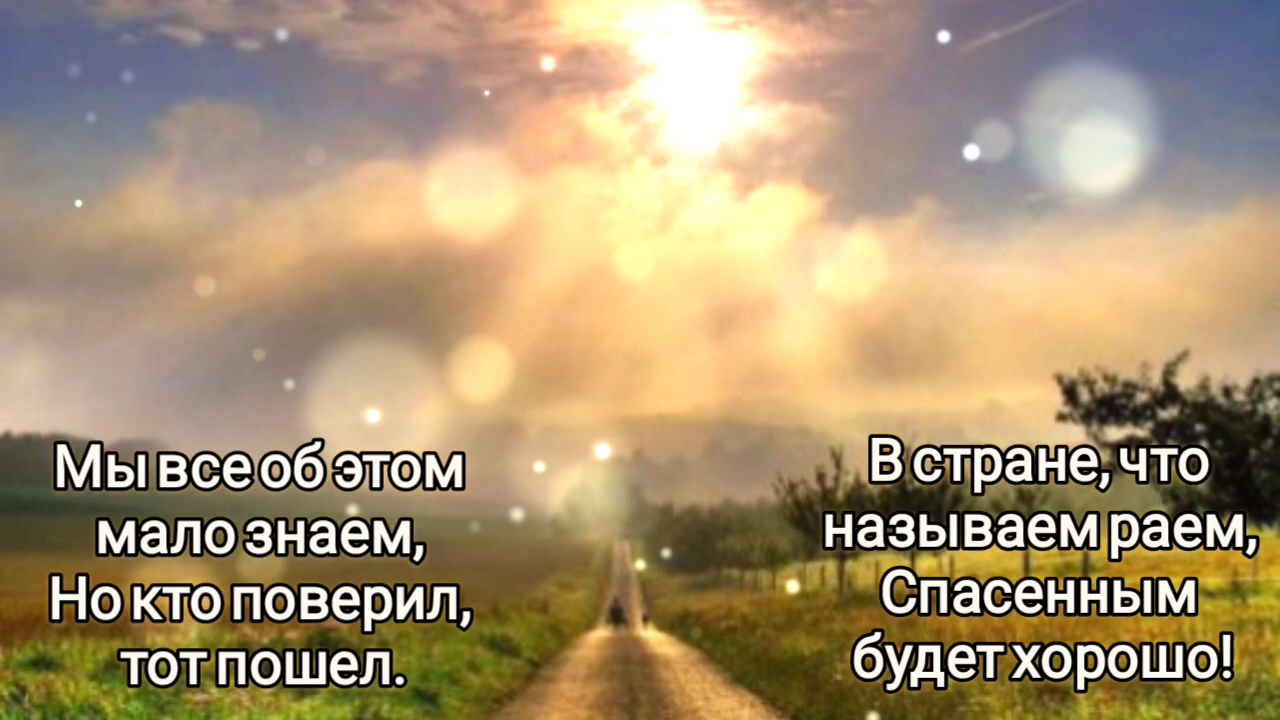 Мы все об этом
мало знаем,
Но кто поверил,
тот пошел.
В стране, что
называем раем,
Спасенным
будет хорошо!